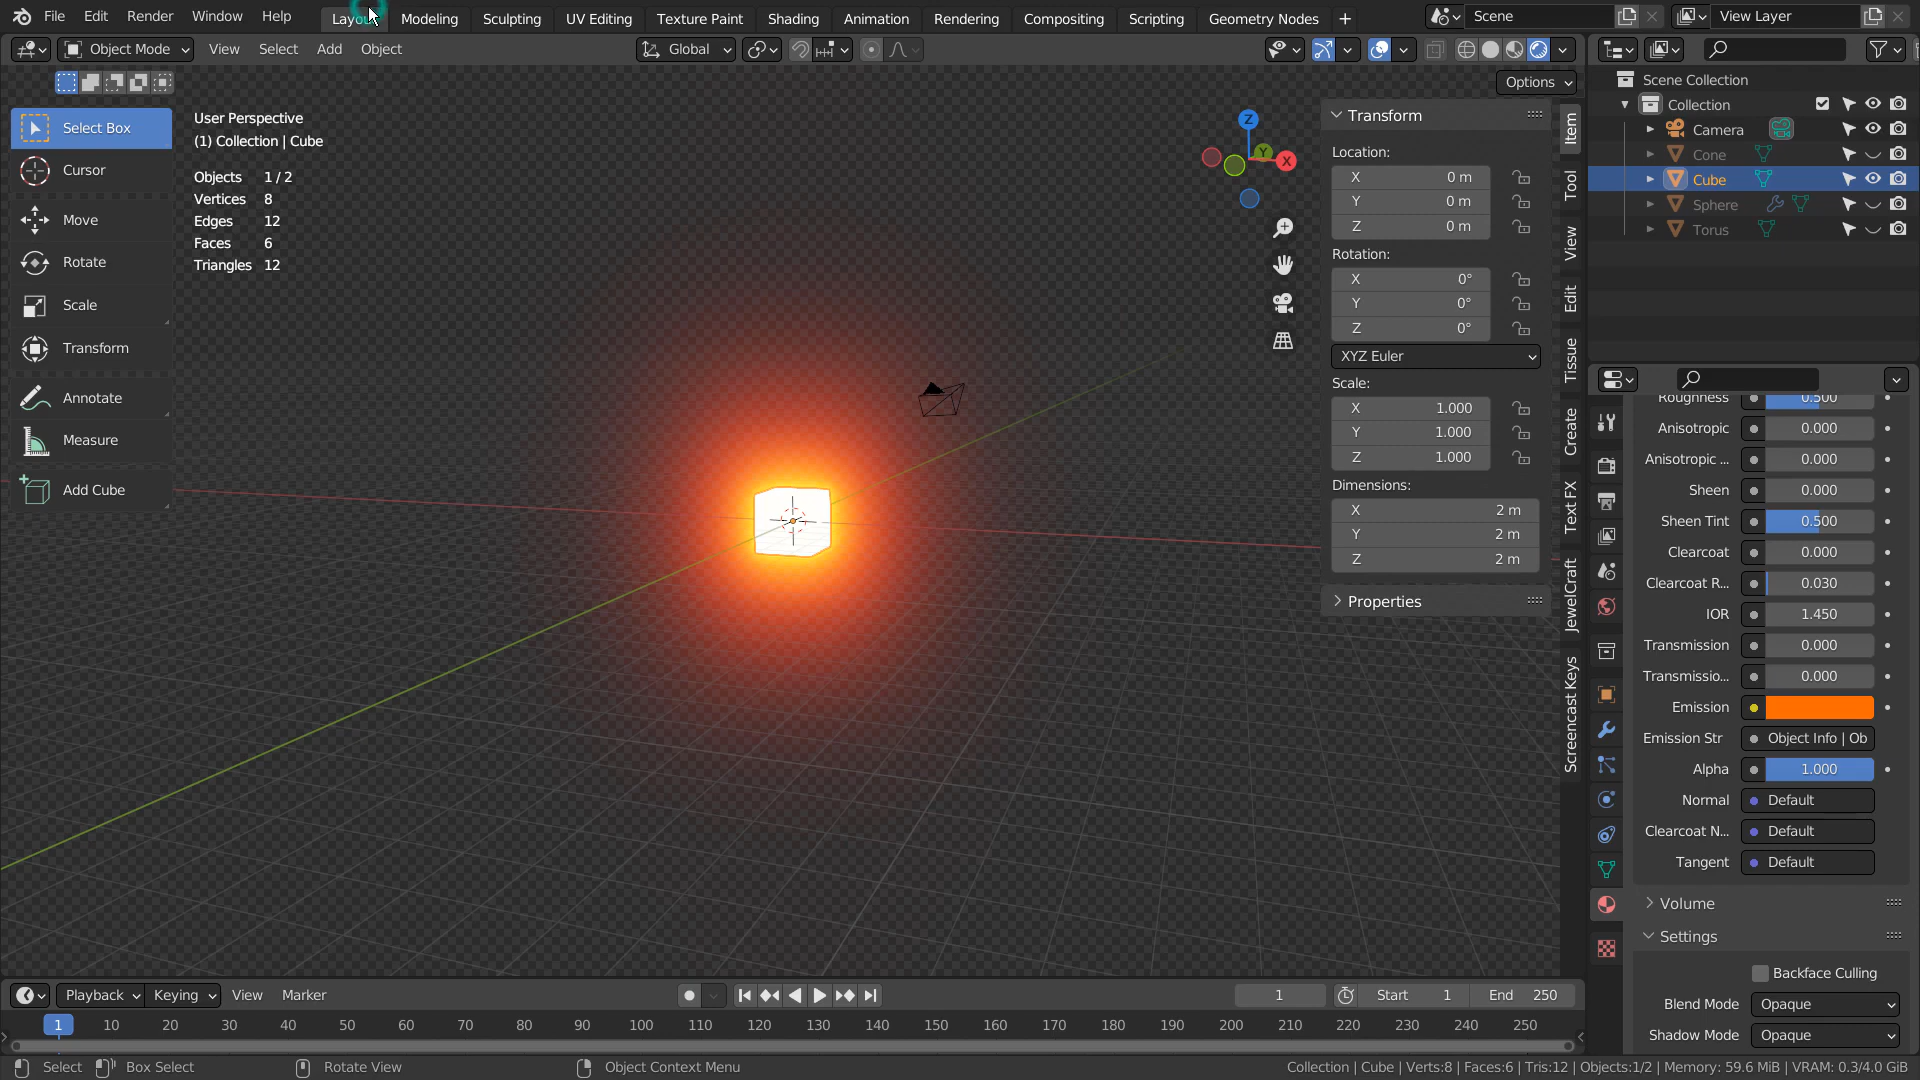 File Edit Render Window Help Layou Modeling Sculpting UV Editing Texture Paint Shading Animation Rendering Compositing Scripting Geometry Nodes + Scene View Layer
Object Mode View Select Add Object Global
Options
Select Box
Cursor
Move
Rotate
Scale
Transform
Annotate
Measure
Add Cube
User Perspective
(1) Collection | Cube
Objects 1 / 2
Vertices 8
Edges 12
Faces 6
Triangles 12
Z
Y
X
Transform
Location:
X 0 m
Y 0 m
Z 0 m
Rotation:
X 0°
Y 0°
Z 0°
XYZ Euler
Scale:
X 1.000
Y 1.000
Z 1.000
Dimensions:
X 2 m
Y 2 m
Z 2 m
Properties
Item
Tool
View
Edit
Tissue
Create
Text FX
JewelCraft
Screencast Keys
Scene Collection
Collection
Camera
Cone
Cube
Sphere
Torus
Roughness 0.500
Anisotropic 0.000
Anisotropic ... 0.000
Sheen 0.000
Sheen Tint 0.500
Clearcoat 0.000
Clearcoat R... 0.030
IOR 1.450
Transmission 0.000
Transmissio... 0.000
Emission
Emission Str Object Info | Ob
Alpha 1.000
Normal Default
Clearcoat N... Default
Tangent Default
Volume
Settings
Backface Culling
Blend Mode Opaque
Shadow Mode Opaque
Playback Keying View Marker 1 Start 1 End 250
1 10 20 30 40 50 60 70 80 90 100 110 120 130 140 150 160 170 180 190 200 210 220 230 240 250
Select Box Select Rotate View Object Context Menu Collection | Cube | Verts:8 | Faces:6 | Tris:12 | Objects:1/2 | Memory: 59.6 MiB | VRAM: 0.3/4.0 GiB